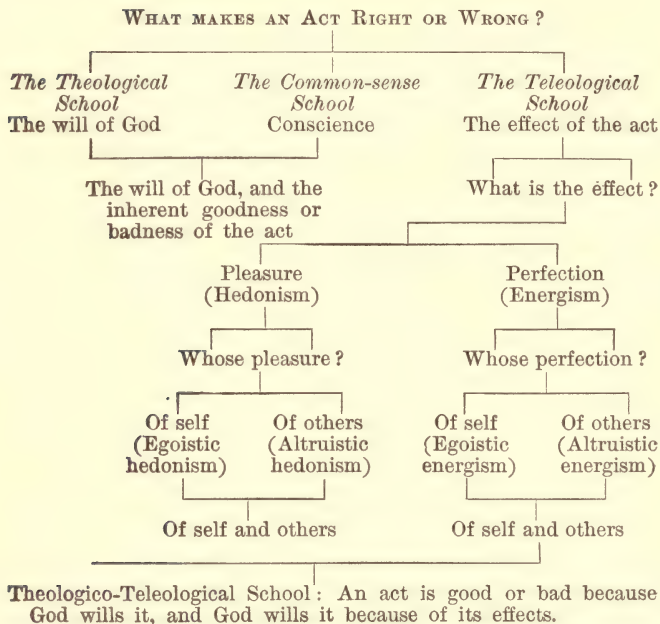 WHAT MAKES AN ACT RIGHT OR WRONG?
The Theological School
The will of God
The Common-sense School
Conscience
The Teleological School
The effect of the act
The will of God, and the
inherent goodness or
badness of the act
What is the effect?
Pleasure
(Hedonism)
Perfection
(Energism)
Whose pleasure?
Whose perfection?
Of self
(Egoistic
hedonism)
Of others
(Altruistic
hedonism)
Of self
(Egoistic
energism)
Of others
(Altruistic
energism)
Of self and others
Of self and others
Theologico-Teleological School: An act is good or bad because
God wills it, and God wills it because of its effects.